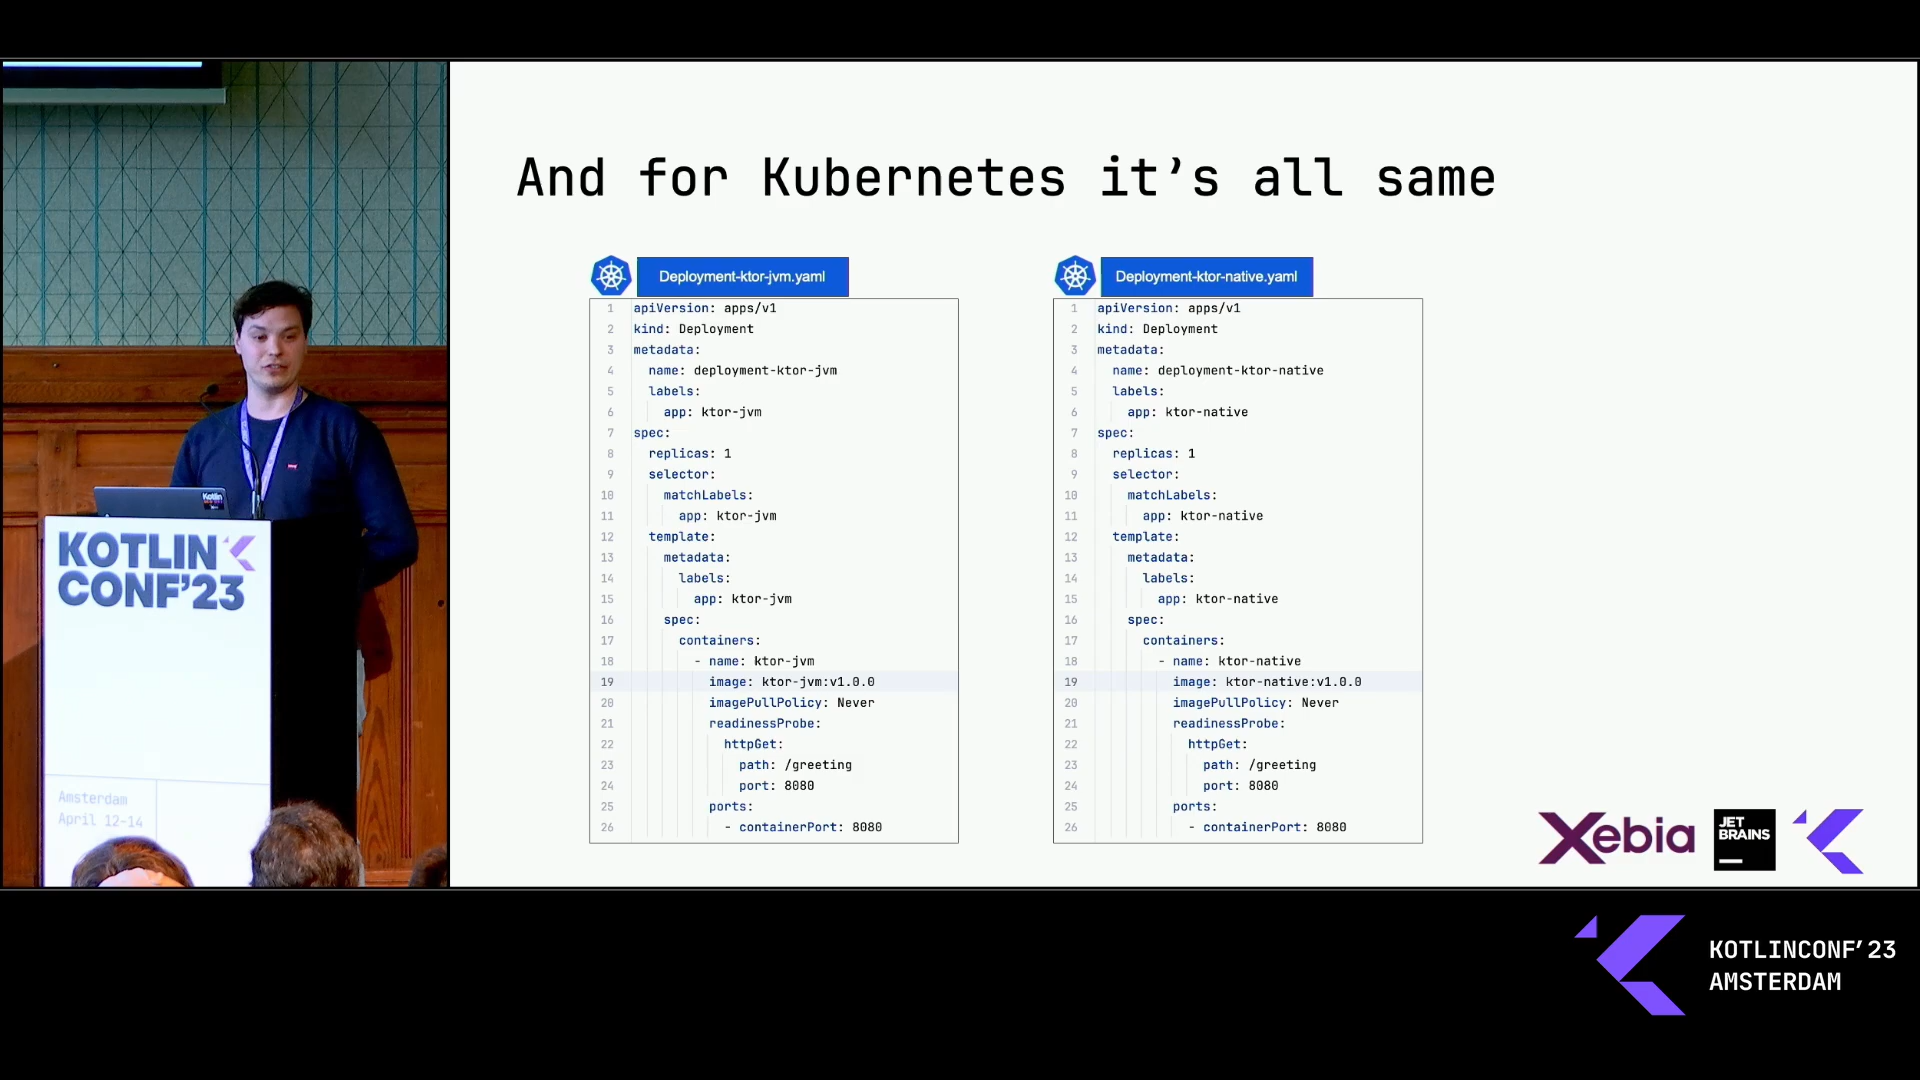 And for Kubernetes it’s all same
Deployment-ktor-jvm.yaml
1 apiVersion: apps/v1
2 kind: Deployment
3 metadata:
4 name: deployment-ktor-jvm
5 labels:
6 app: ktor-jvm
7 spec:
8 replicas: 1
9 selector:
10 matchLabels:
11 app: ktor-jvm
12 template:
13 metadata:
14 labels:
15 app: ktor-jvm
16 spec:
17 containers:
18 - name: ktor-jvm
19 image: ktor-jvm:v1.0.0
20 imagePullPolicy: Never
21 readinessProbe:
22 httpGet:
23 path: /greeting
24 port: 8080
25 ports:
26 - containerPort: 8080
Deployment-ktor-native.yaml
1 apiVersion: apps/v1
2 kind: Deployment
3 metadata:
4 name: deployment-ktor-native
5 labels:
6 app: ktor-native
7 spec:
8 replicas: 1
9 selector:
10 matchLabels:
11 app: ktor-native
12 template:
13 metadata:
14 labels:
15 app: ktor-native
16 spec:
17 containers:
18 - name: ktor-native
19 image: ktor-native:v1.0.0
20 imagePullPolicy: Never
21 readinessProbe:
22 httpGet:
23 path: /greeting
24 port: 8080
25 ports:
26 - containerPort: 8080
Kotlin
KOTLIN
CONF’23
Amsterdam
April 12-14
Xebia
JET
BRAINS
KOTLINCONF’23
AMSTERDAM